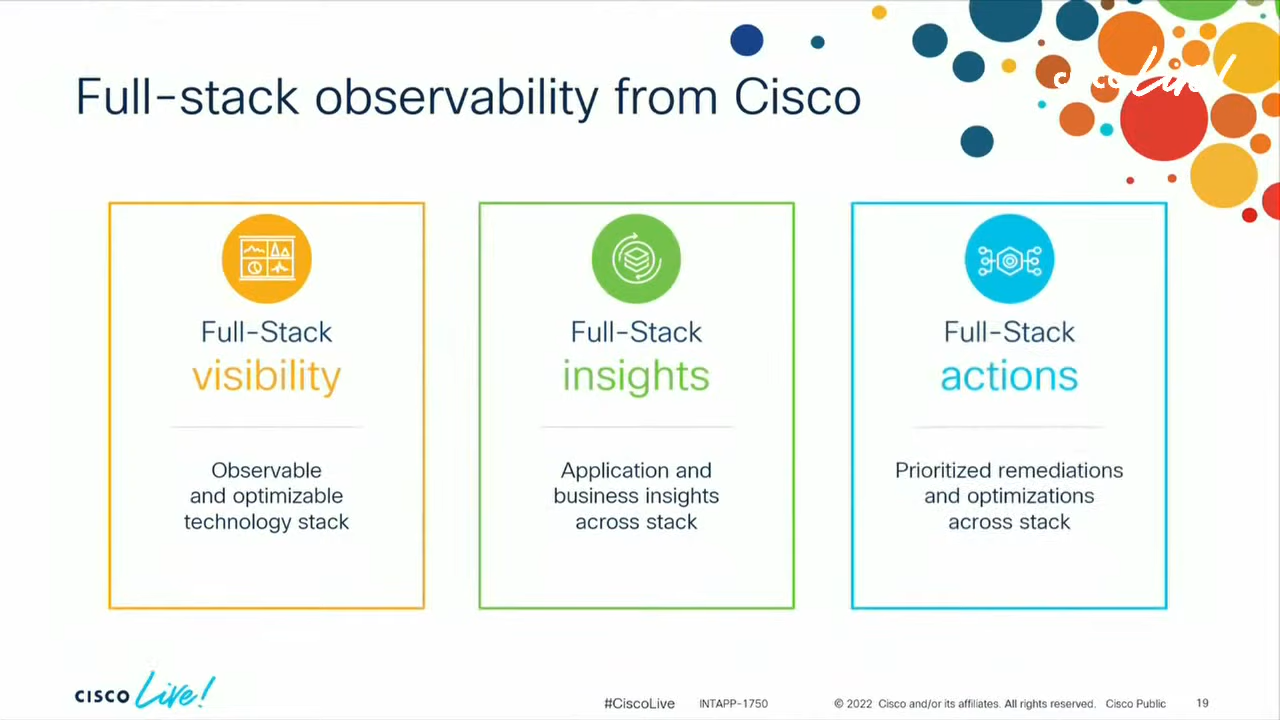 cisco Live!
Full-stack observability from Cisco
Full-Stack
visibility
Observable
and optimizable
technology stack
Full-Stack
insights
Application and
business insights
across stack
Full-Stack
actions
Prioritized remediations
and optimizations
across stack
CISCO Live!
#CiscoLive
INTAPP-1750
© 2022 Cisco and/or its affiliates. All rights reserved. Cisco Public
19